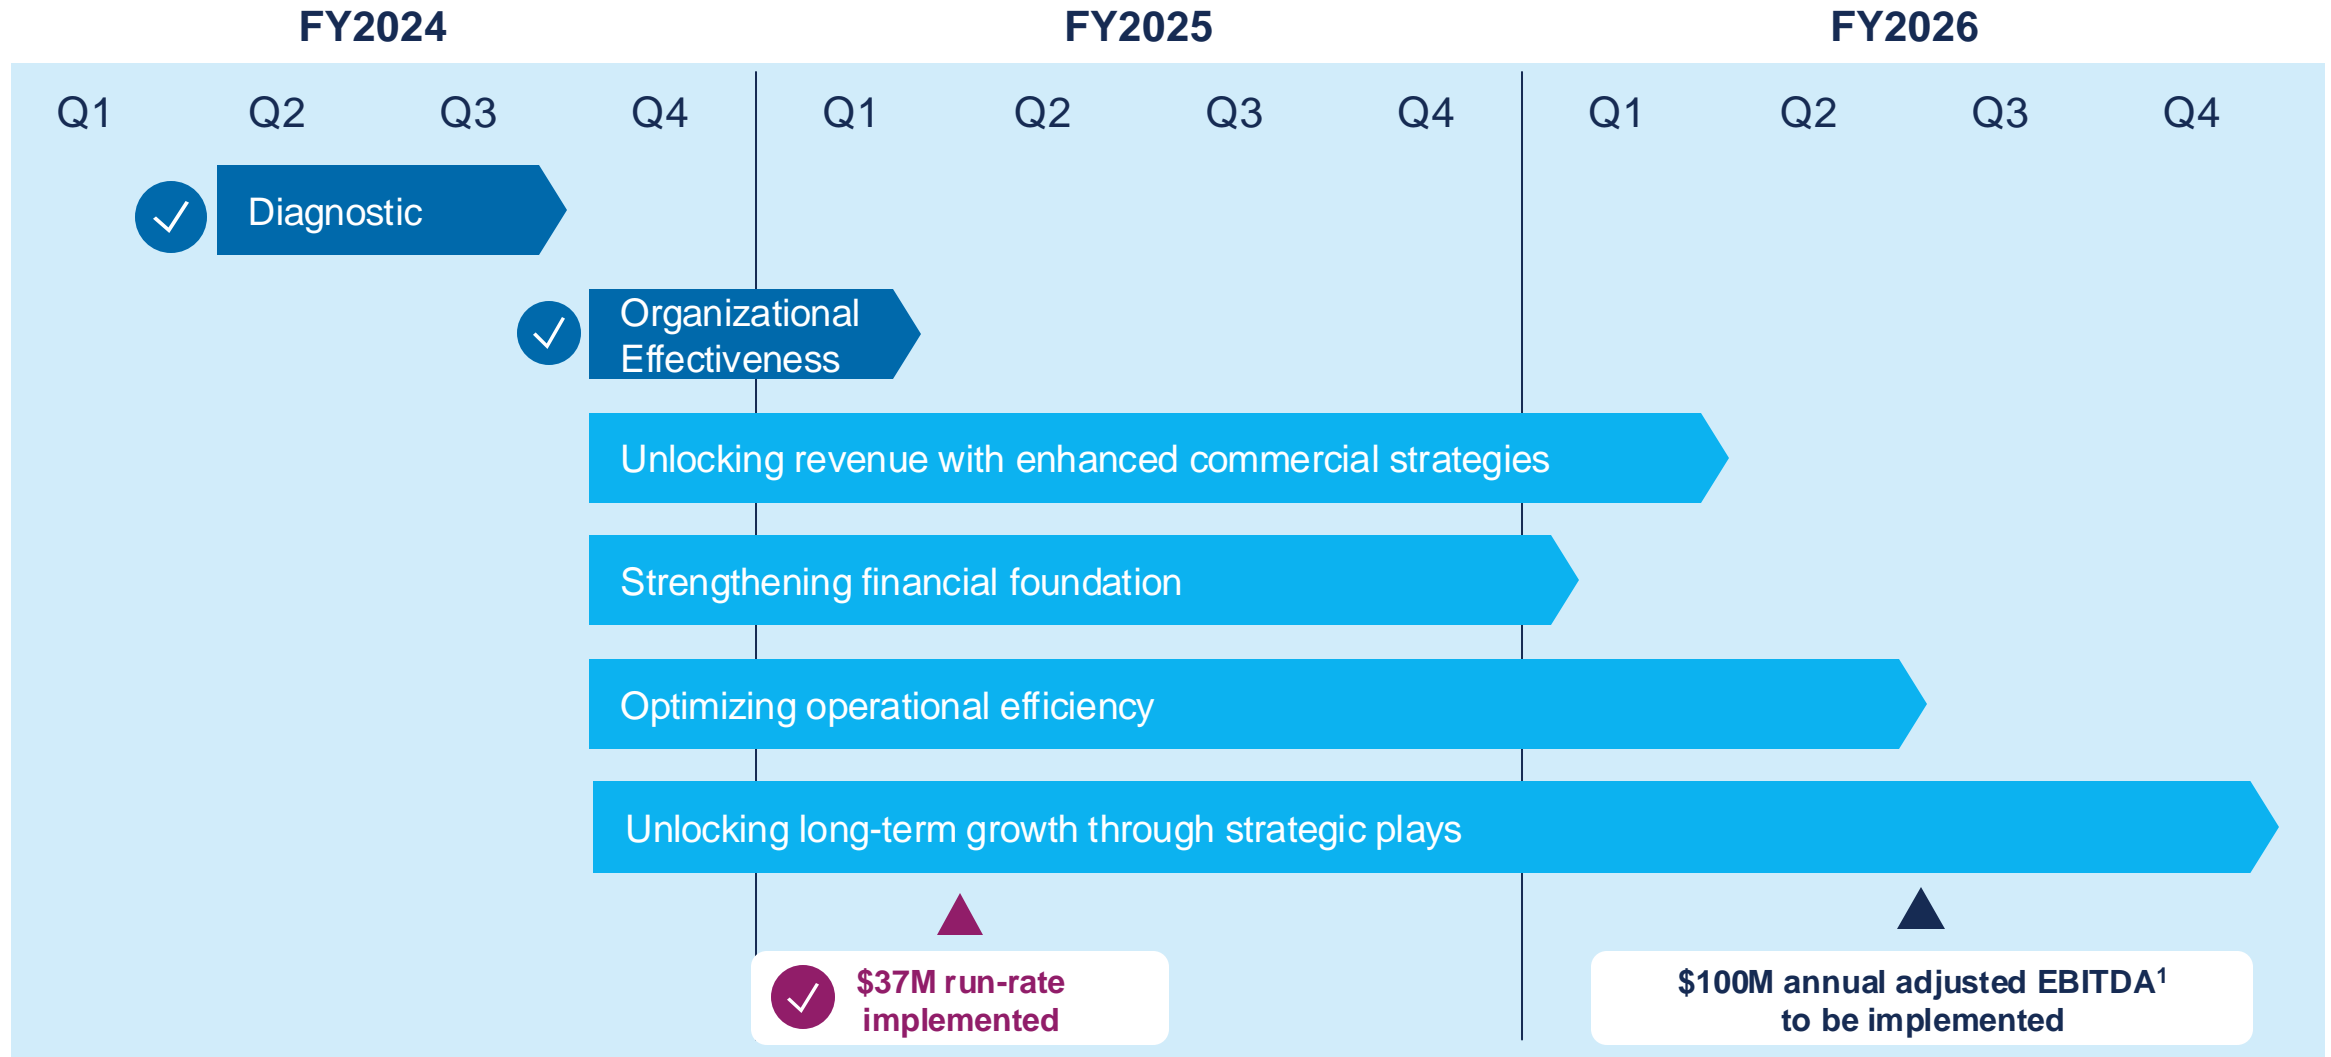 FY2024 FY2025 FY2026
Q1 Q2 Q3 Q4 Q1 Q2 Q3 Q4 Q1 Q2 Q3 Q4
Diagnostic
Organizational
Effectiveness
Unlocking revenue with enhanced commercial strategies
Strengthening financial foundation
Optimizing operational efficiency
Unlocking long-term growth through strategic plays
$37M run-rate
implemented
$100M annual adjusted EBITDA¹
to be implemented